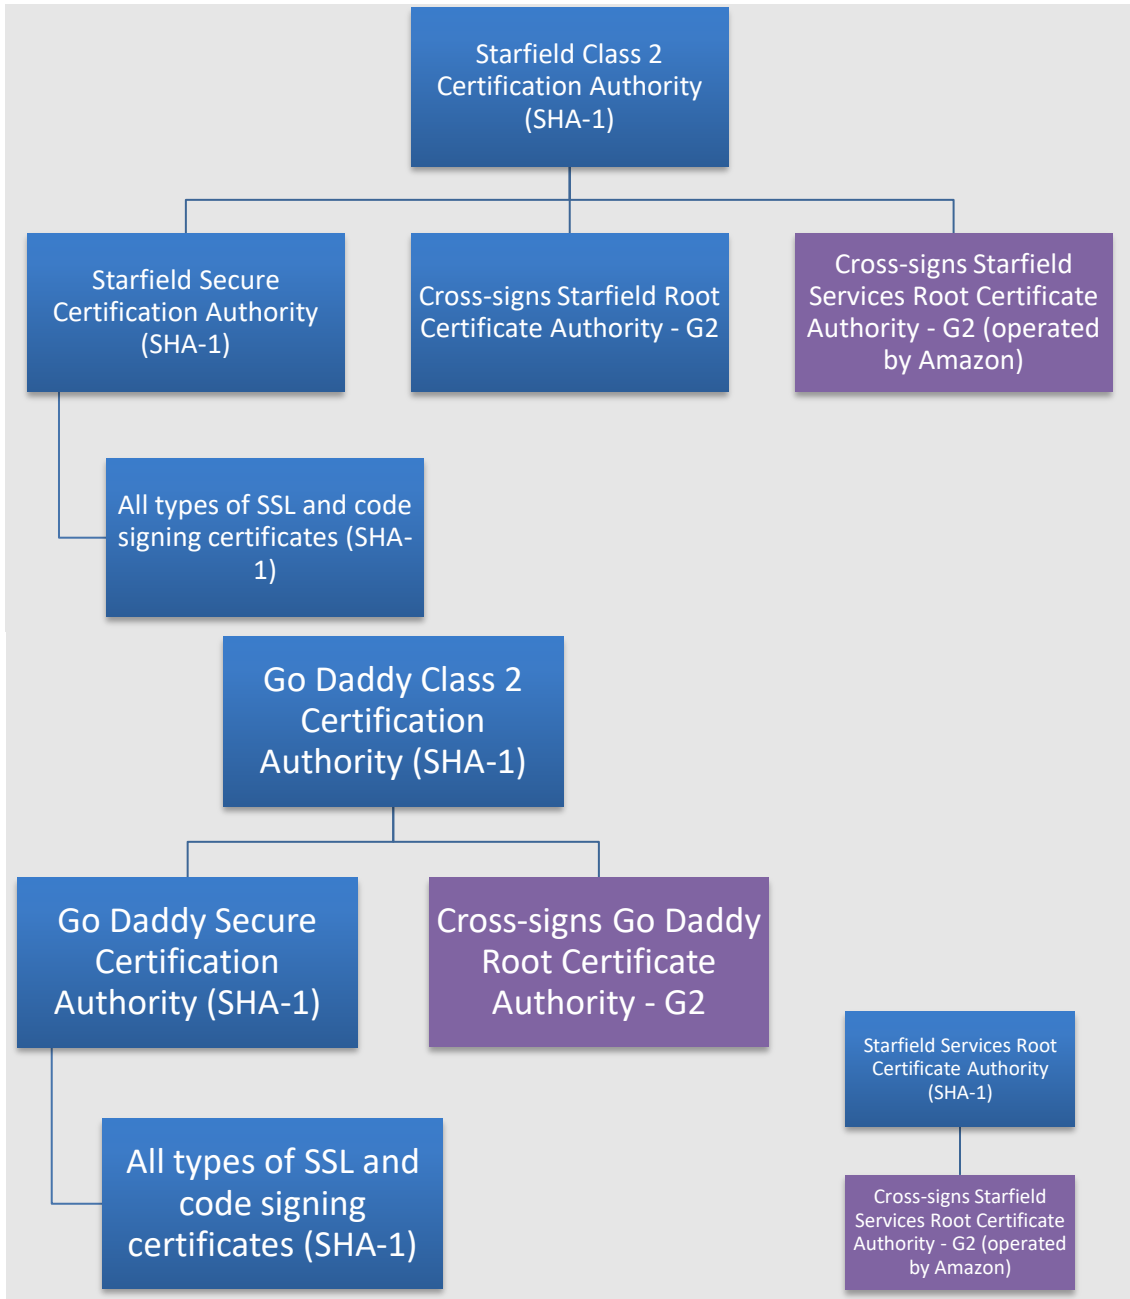 Starfield Class 2
Certification Authority
(SHA-1)
Starfield Secure
Certification Authority
(SHA-1)
Cross-signs Starfield Root
Certificate Authority - G2
Cross-signs Starfield
Services Root Certificate
Authority - G2 (operated
by Amazon)
All types of SSL and code
signing certificates (SHA-
1)
Go Daddy Class 2
Certification
Authority (SHA-1)
Go Daddy Secure
Certification
Authority (SHA-1)
Cross-signs Go Daddy
Root Certificate
Authority - G2
All types of SSL and
code signing
certificates (SHA-1)
Starfield Services Root
Certificate Authority
(SHA-1)
Cross-signs Starfield
Services Root Certificate
Authority - G2 (operated
by Amazon)